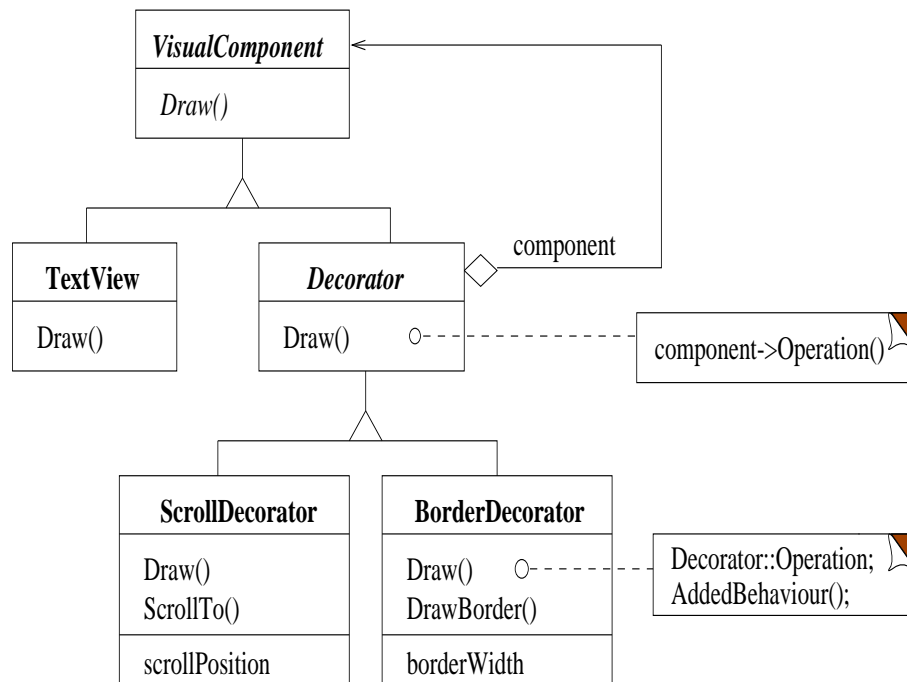 VisualComponent
Draw()
component
TextView
Draw()
Decorator
Draw()
component->Operation()
ScrollDecorator
Draw()
ScrollTo()
scrollPosition
BorderDecorator
Draw()
DrawBorder()
borderWidth
Decorator::Operation;
AddedBehaviour();